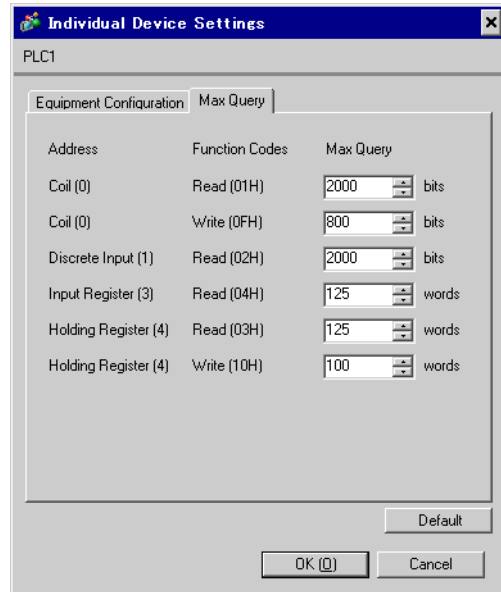 Individual Device Settings
PLC1
Equipment Configuration Max Query
Address Function Codes Max Query
Coil (0) Read (01H) 2000 bits
Coil (0) Write (0FH) 800 bits
Discrete Input (1) Read (02H) 2000 bits
Input Register (3) Read (04H) 125 words
Holding Register (4) Read (03H) 125 words
Holding Register (4) Write (10H) 100 words
Default
OK (O) Cancel